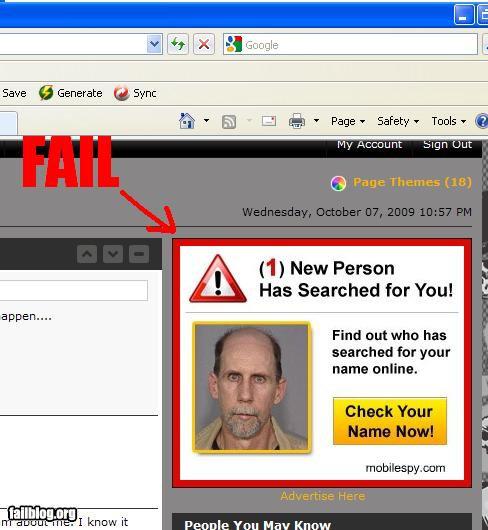 Google
Save Generate Sync
Page Safety Tools
FAIL
My Account Sign Out
Page Themes (18)
Wednesday, October 07, 2009 10:57 PM
(1) New Person
Has Searched for You!
appen....
Find out who has
searched for your
name online.
Check Your
Name Now!
mobilespy.com
Advertise Here
failblog.org
m about me. I know it
People You May Know